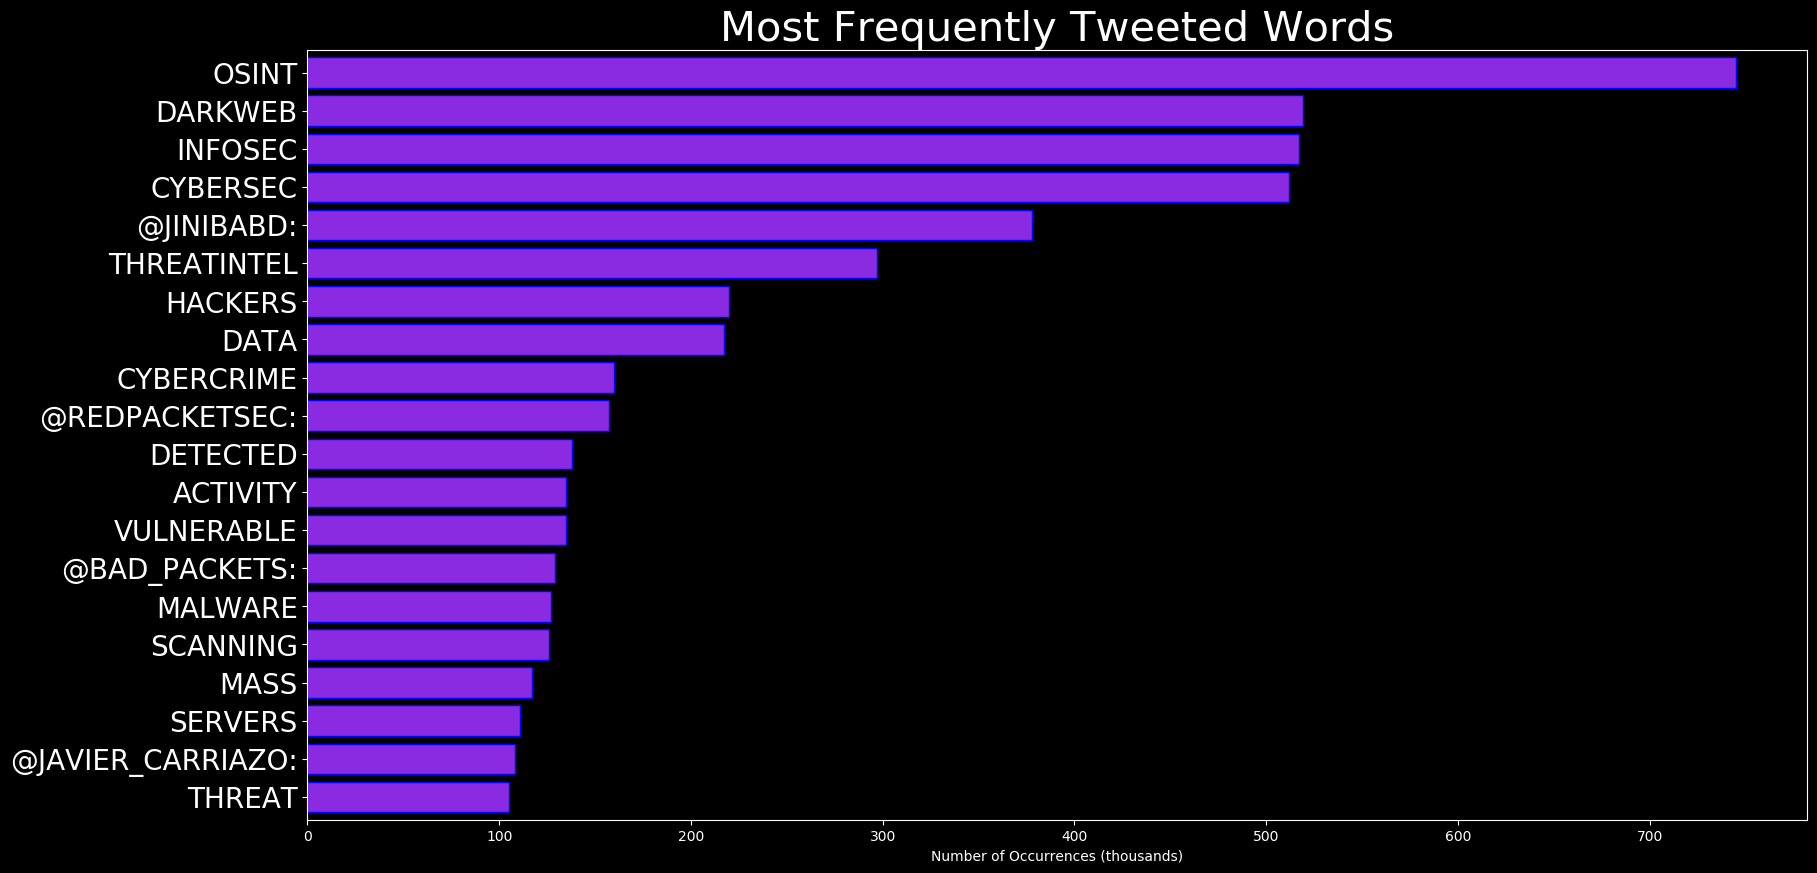 Most Frequently Tweeted Words
OSINT
DARKWEB
INFOSEC
CYBERSEC
@JINIBABD:
THREATINTEL
HACKERS
DATA
CYBERCRIME
@REDPACKETSEC:
DETECTED
ACTIVITY
VULNERABLE
@BAD_PACKETS:
MALWARE
SCANNING
MASS
SERVERS
@JAVIER_CARRIAZO:
THREAT
0 100 200 300 400 500 600 700
Number of Occurrences (thousands)